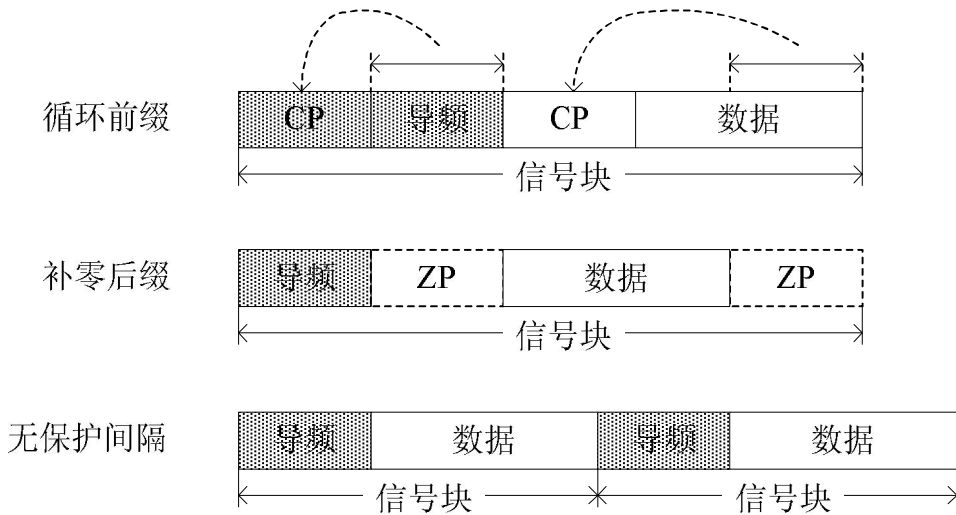 循环前缀 CP 导频 CP 数据
信号块
补零后缀 导频 ZP 数据 ZP
信号块
无保护间隔 导频 数据 导频 数据
信号块 信号块